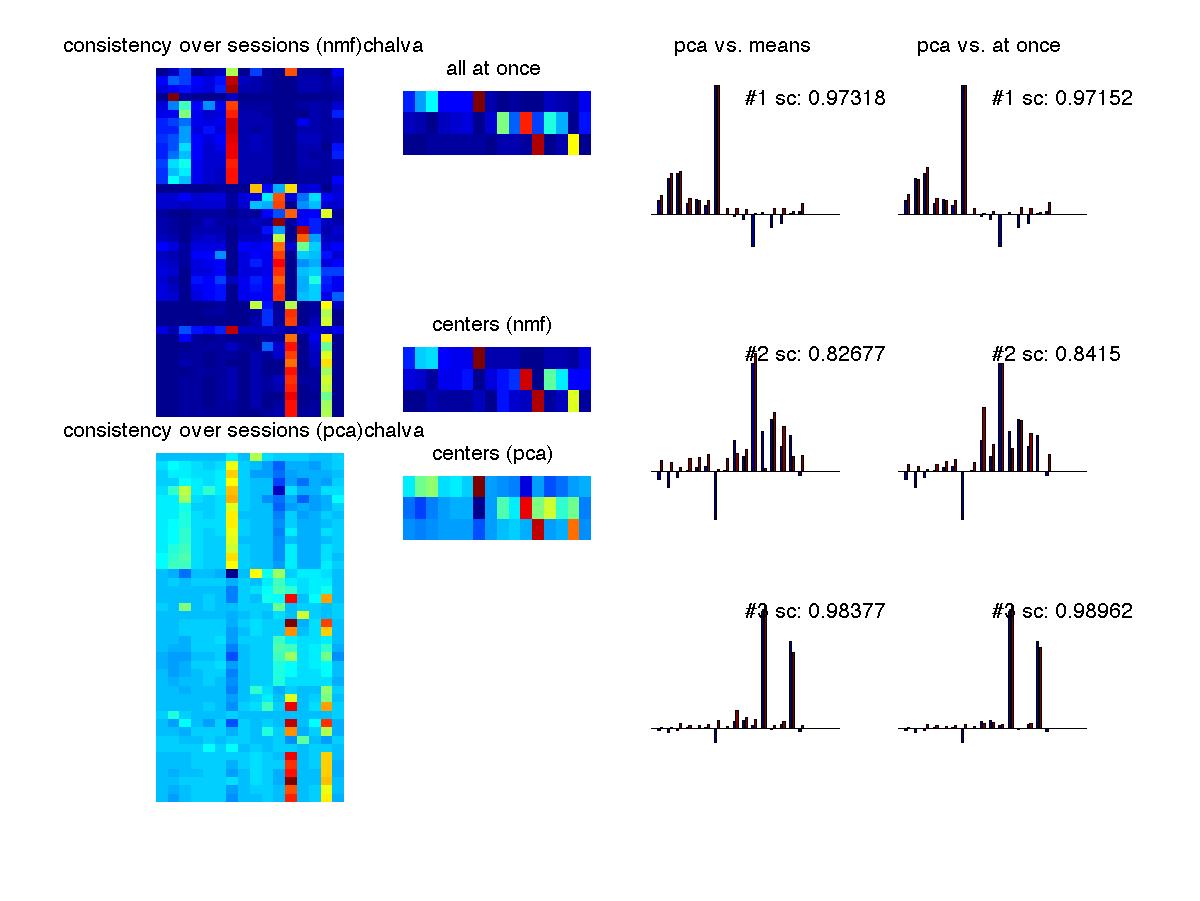 consistency over sessions (nmf)chalva
all at once
centers (nmf)
consistency over sessions (pca)chalva
centers (pca)
pca vs. means
#1 sc: 0.97318
#2 sc: 0.82677
#3 sc: 0.98377
pca vs. at once
#1 sc: 0.97152
#2 sc: 0.8415
#3 sc: 0.98962